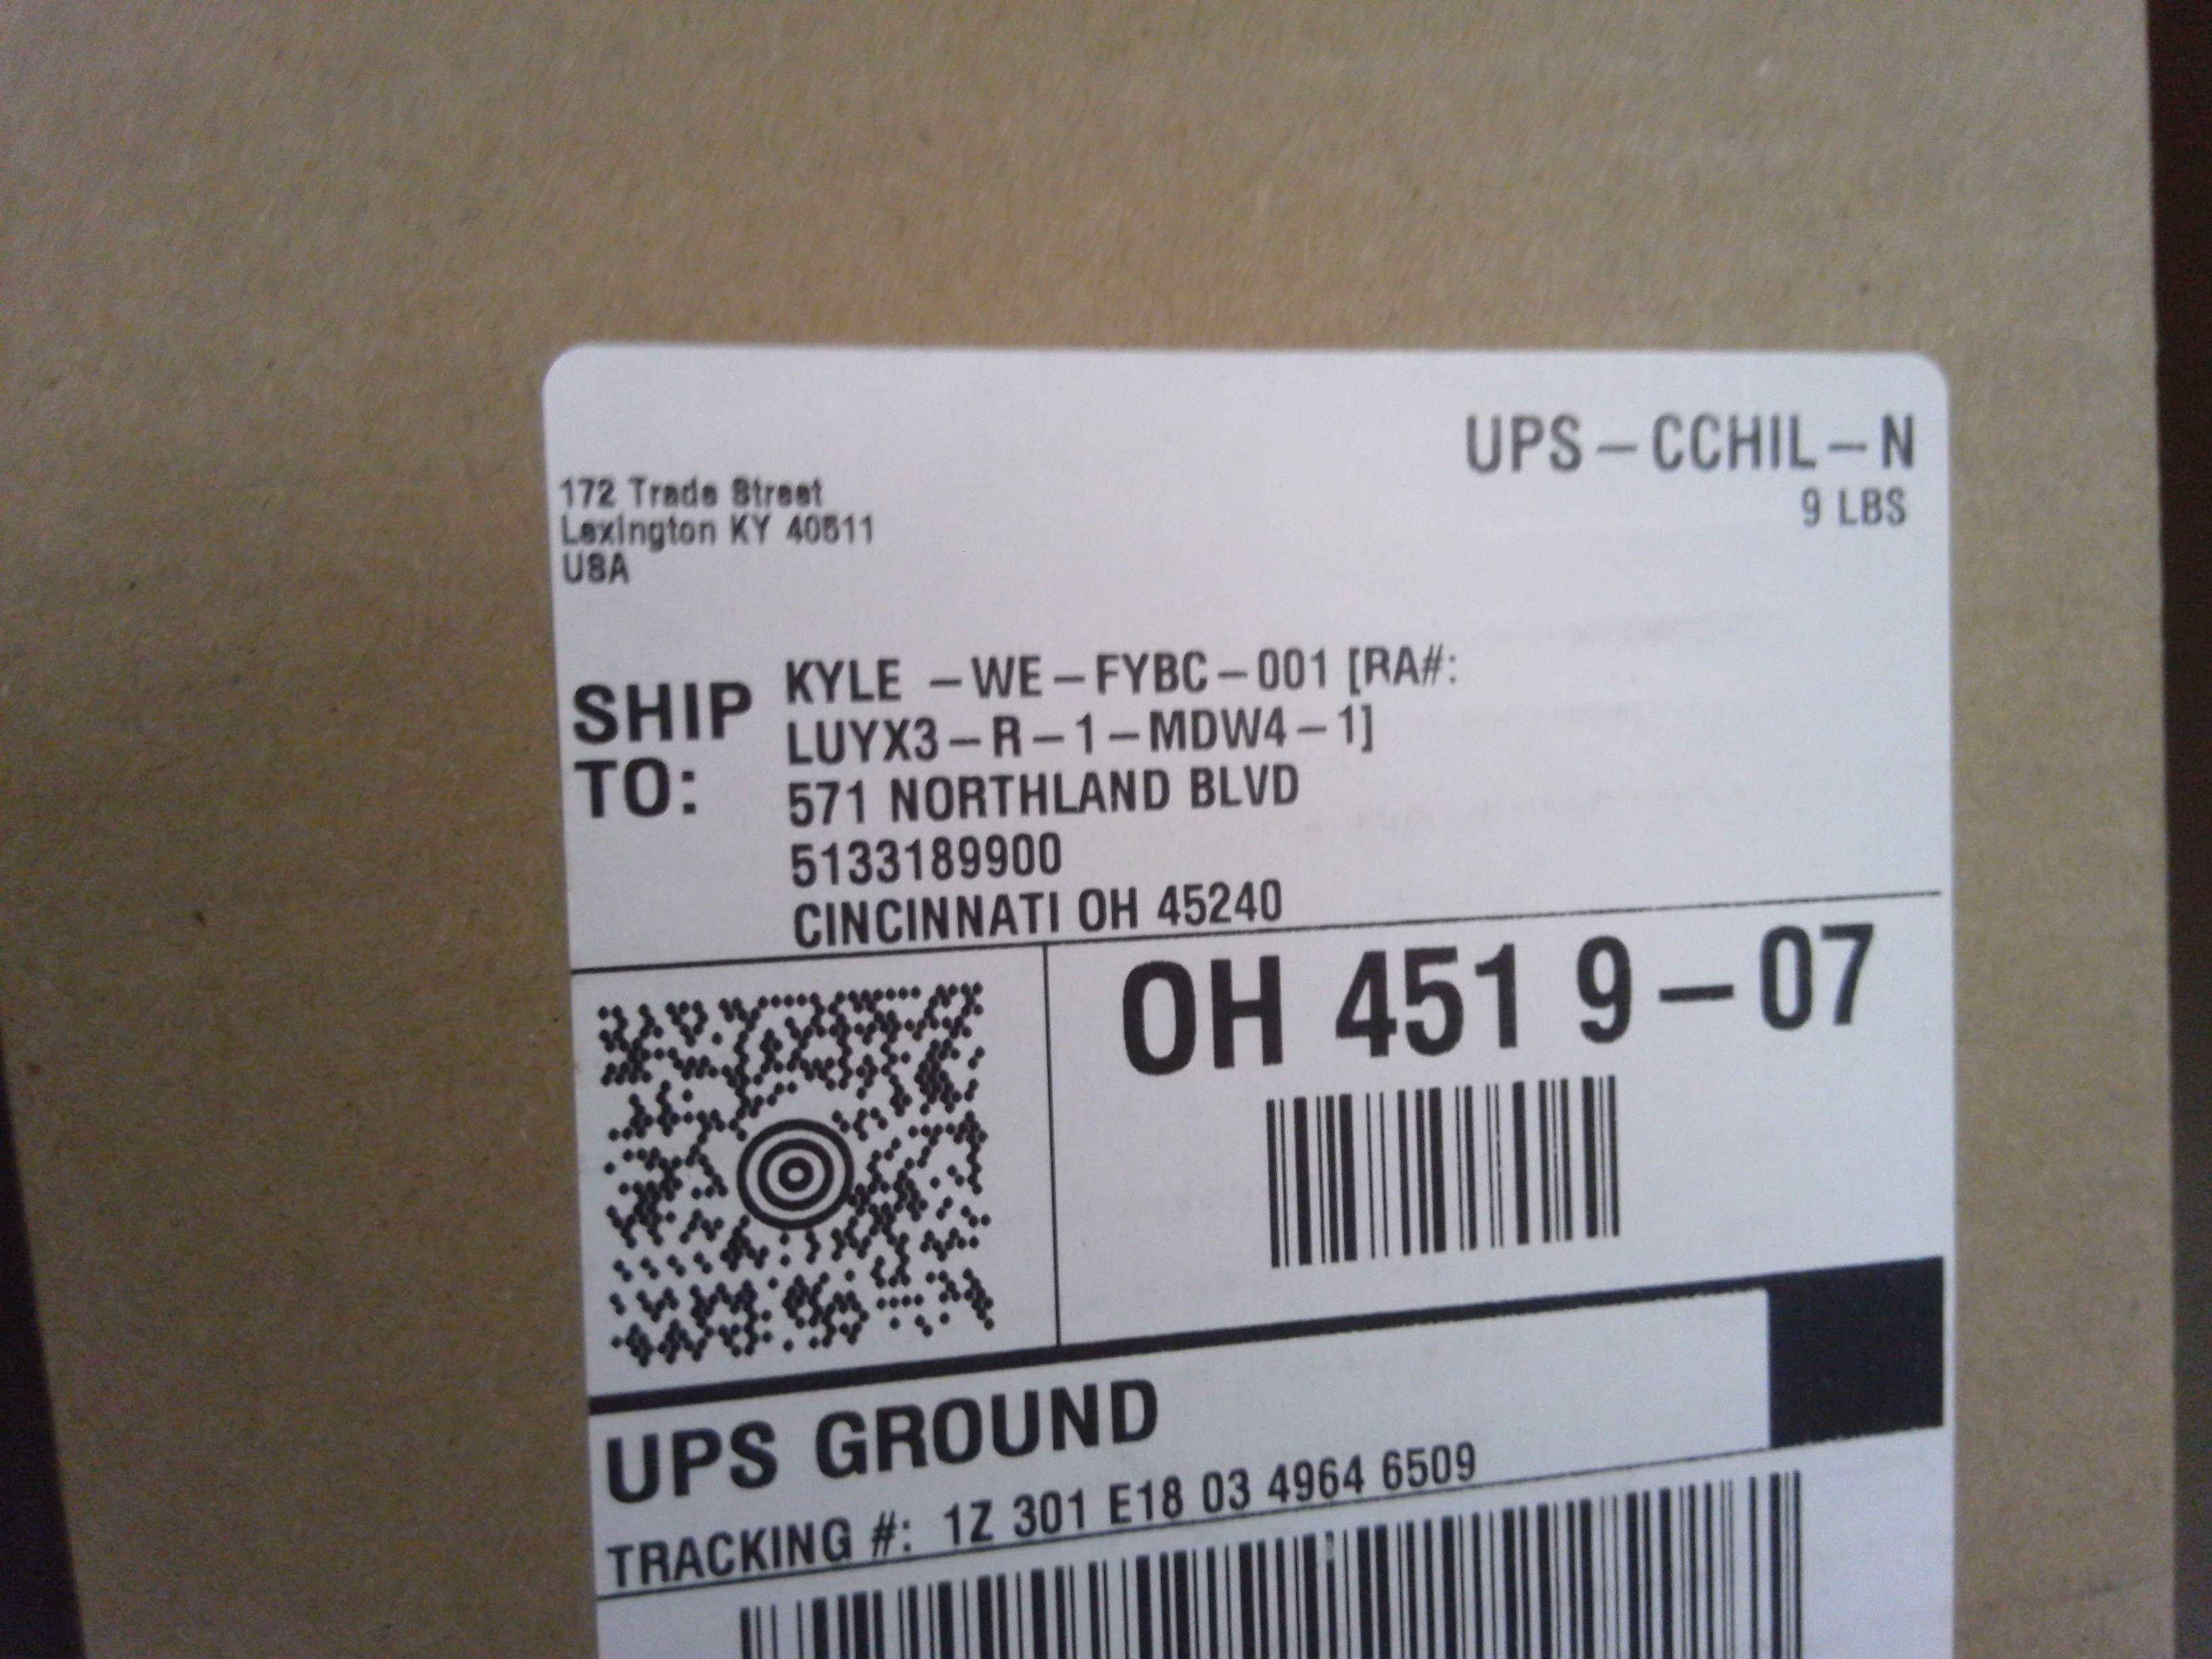 UPS – CCHIL – N
9 LBS
172 Trade Street
Lexington KY 40511
USA
SHIP TO:
KYLE – WE – FYBC – 001 [RA#:
LUYX3 – R – 1 – MDW4 – 1]
571 NORTHLAND BLVD
5133189900
CINCINNATI OH 45240
OH 451 9 – 07
UPS GROUND
TRACKING #: 1Z 301 E18 03 4964 6509